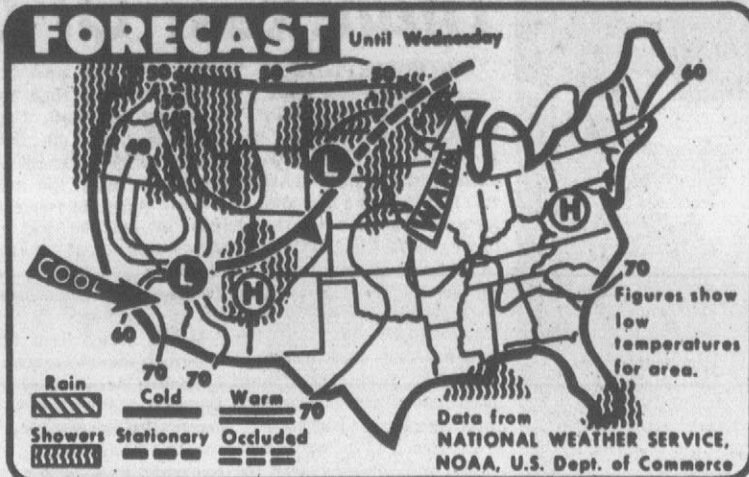 FORECAST Until Wednesday
50 50 50 60
50
40
L
WARM
H
COOL
L
H
70
60
70 70
70
Figures show
low
temperatures
for area.
Rain Cold Warm
Showers Stationary Occluded
Data from
NATIONAL WEATHER SERVICE,
NOAA, U.S. Dept. of Commerce